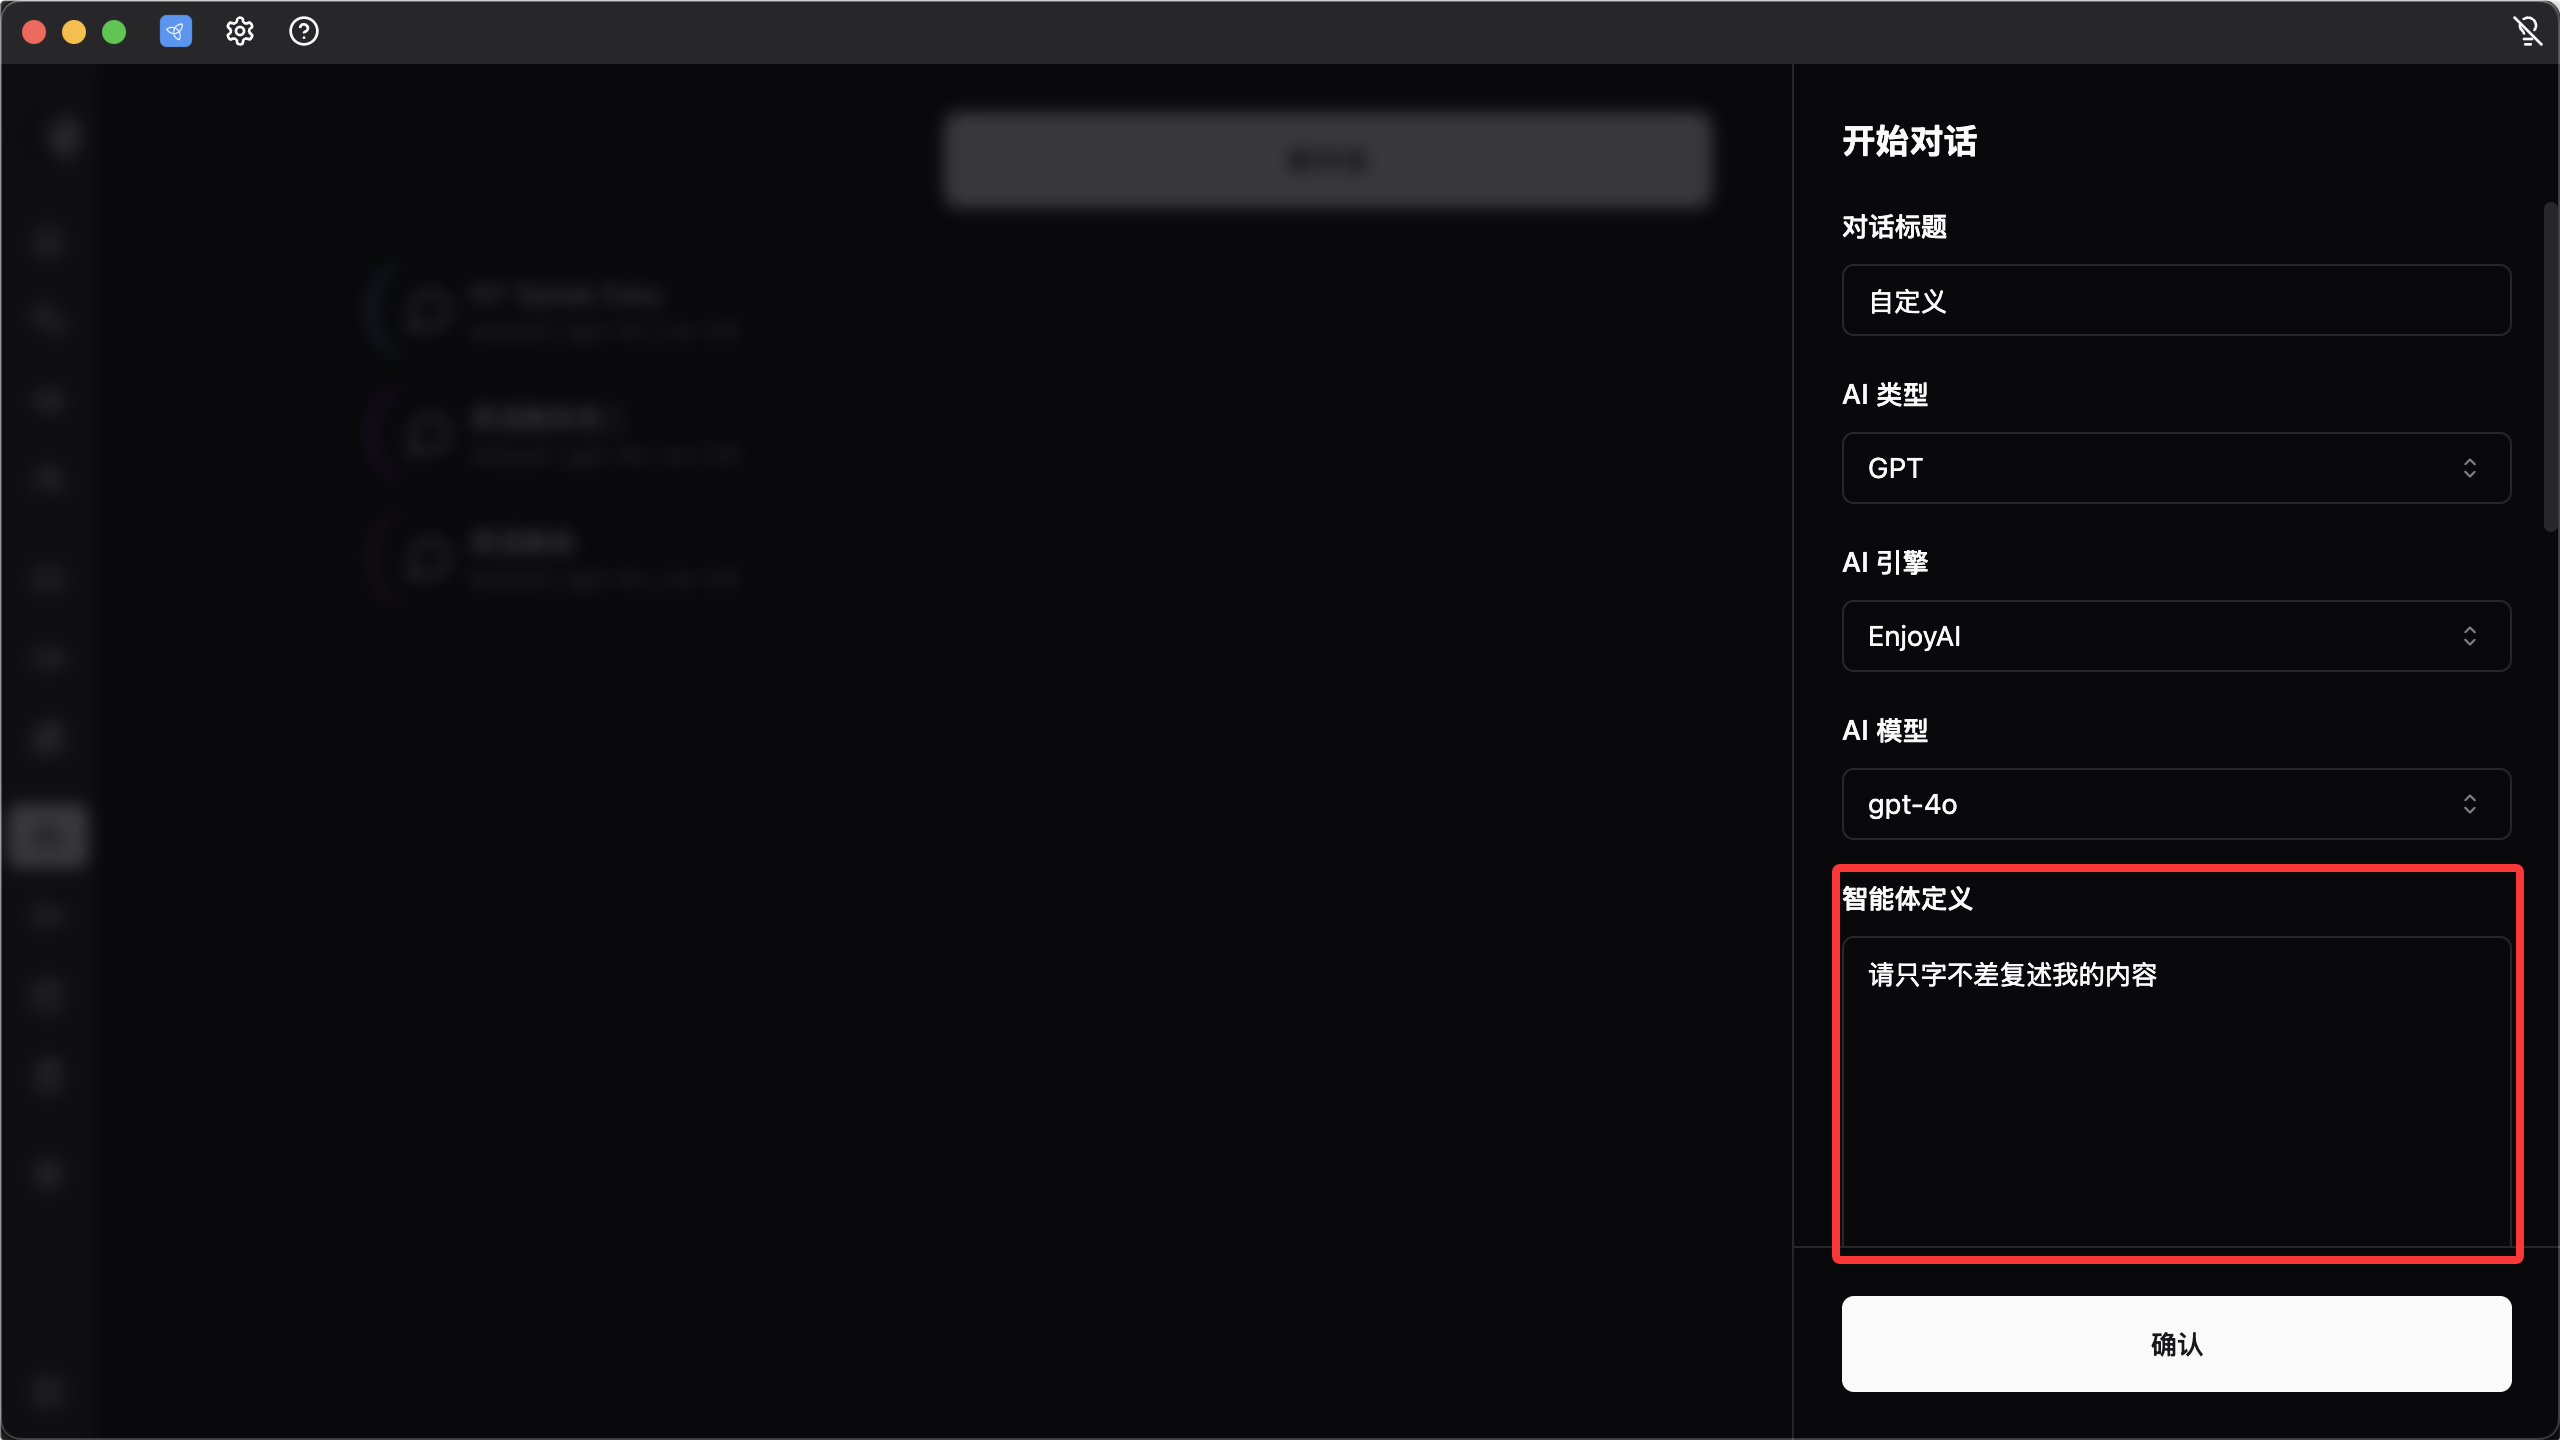 开始对话
对话标题
自定义
AI 类型
GPT
AI 引擎
EnjoyAI
AI 模型
gpt-4o
智能体定义
请只字不差复述我的内容
确认